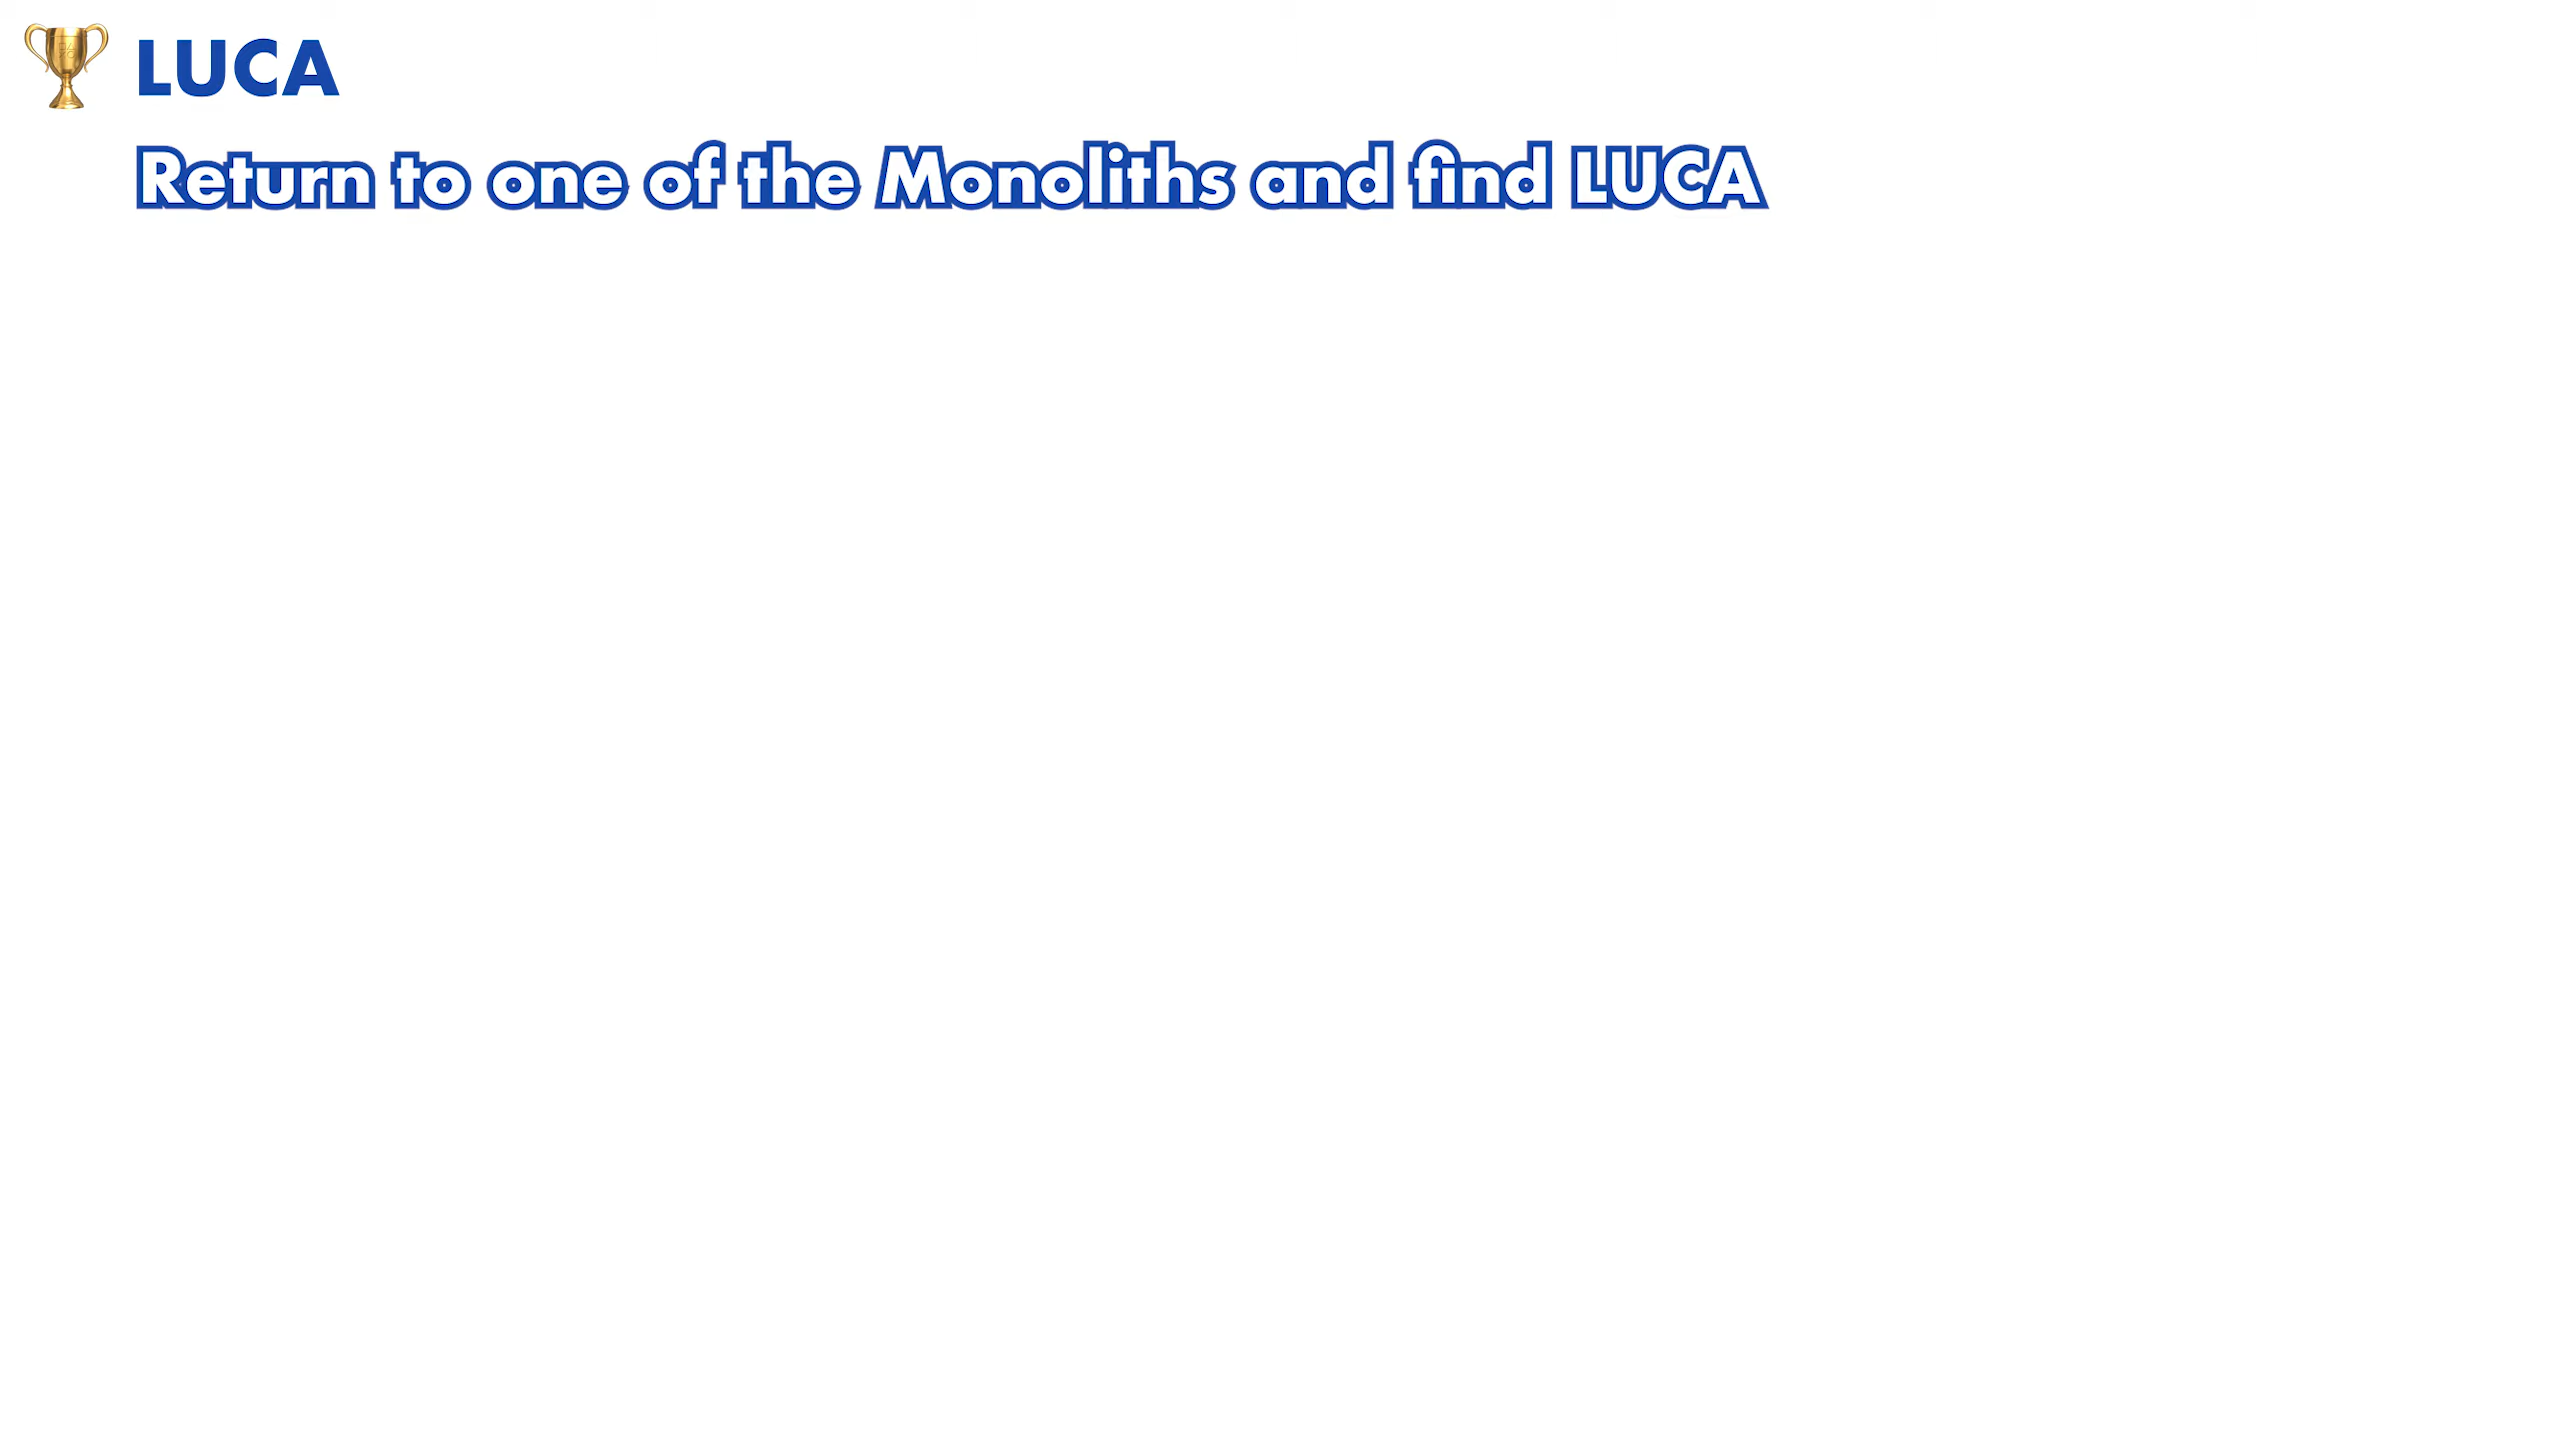 LUCA
Return to one of the Monoliths and find LUCA